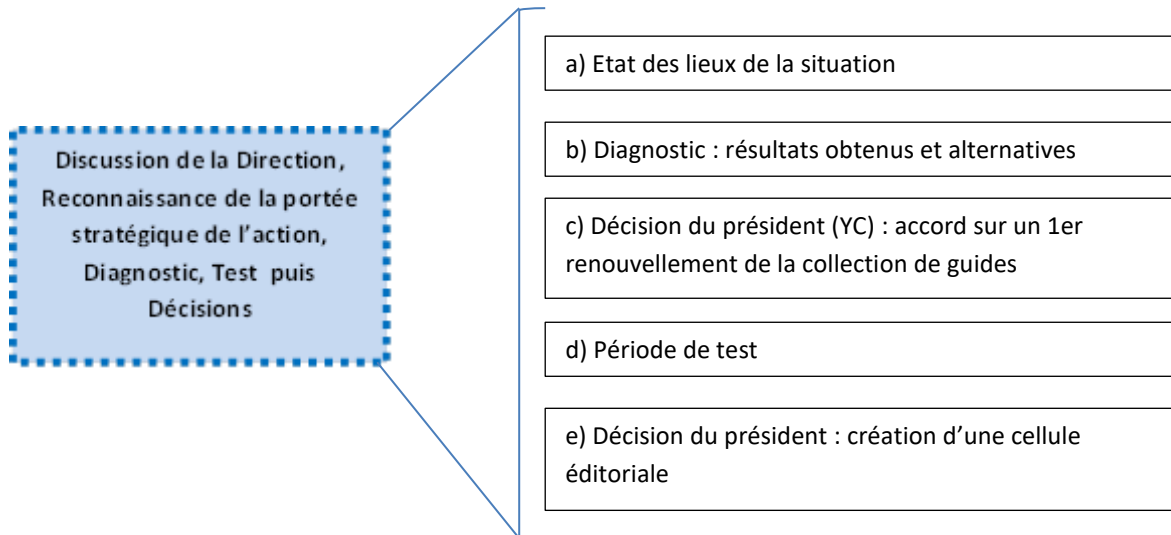 Discussion de la Direction,
Reconnaissance de la portée
stratégique de l'action,
Diagnostic, Test puis
Décisions
a) Etat des lieux de la situation
b) Diagnostic : résultats obtenus et alternatives
c) Décision du président (YC) : accord sur un 1er
renouvellement de la collection de guides
d) Période de test
e) Décision du président : création d'une cellule
éditoriale